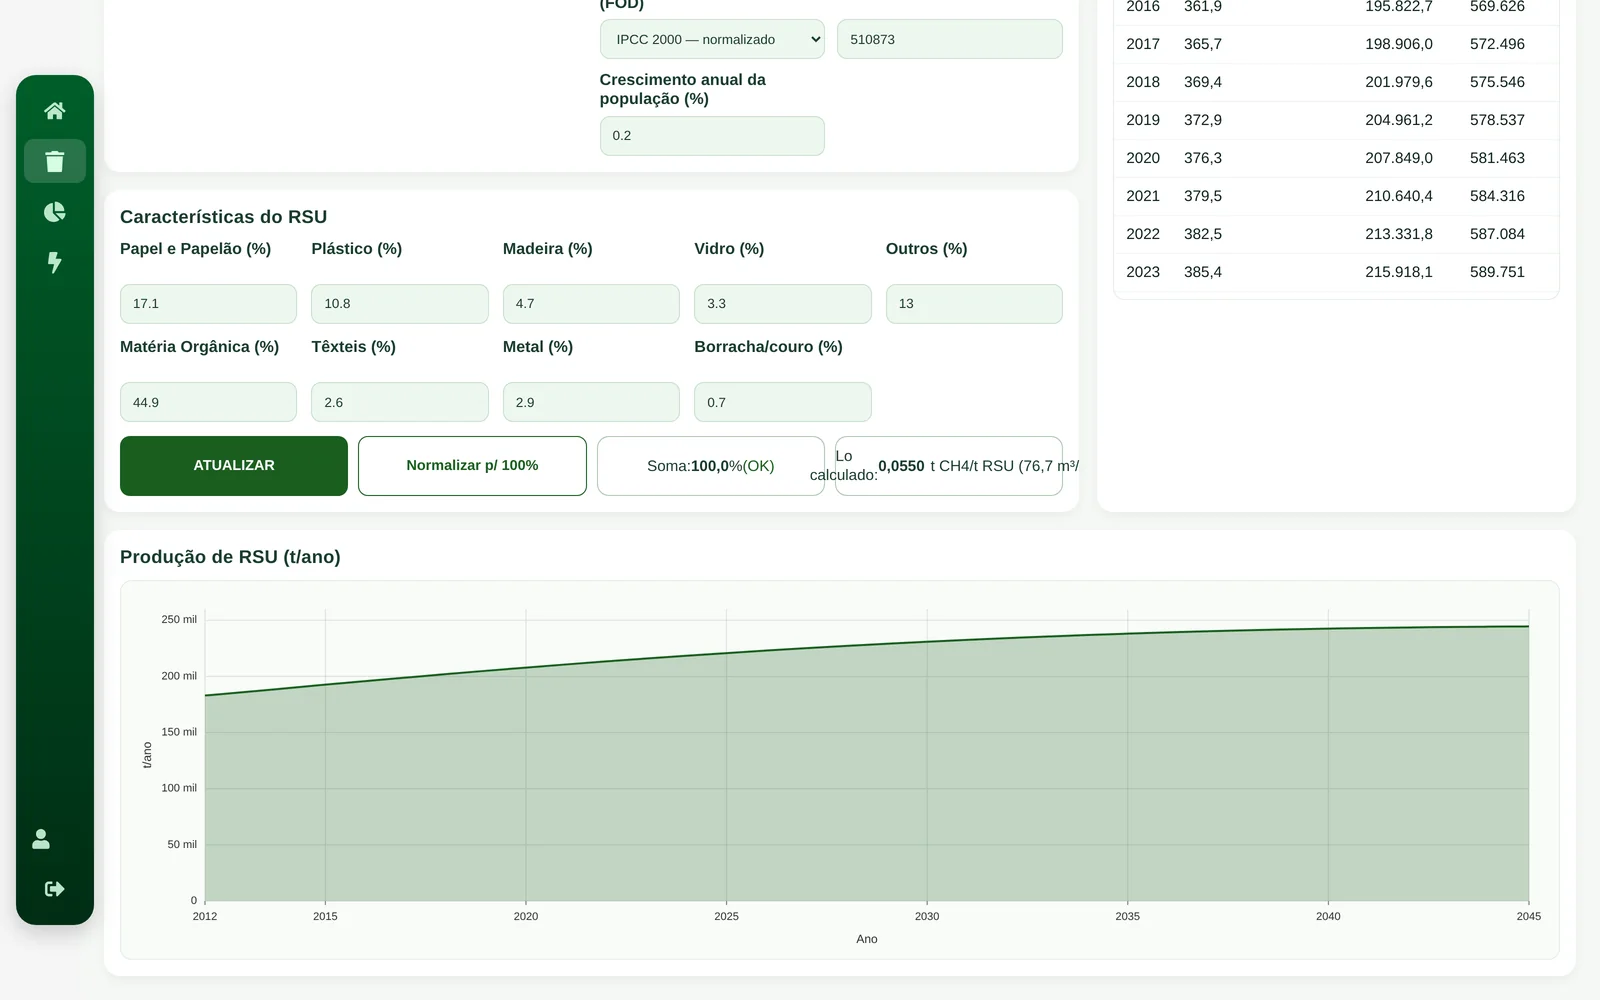 (FOD)
IPCC 2000 — normalizado
510873
Crescimento anual da
população (%)
0.2
Características do RSU
Papel e Papelão (%)
Plástico (%)
Madeira (%)
Vidro (%)
Outros (%)
17.1
10.8
4.7
3.3
13
Matéria Orgânica (%)
Têxteis (%)
Metal (%)
Borracha/couro (%)
44.9
2.6
2.9
0.7
ATUALIZAR
Normalizar p/ 100%
Soma:100,0%(OK)
Lo
calculado:
0,0550 t CH4/t RSU (76,7 m³/
2016 361,9 195.822,7 569.626
2017 365,7 198.906,0 572.496
2018 369,4 201.979,6 575.546
2019 372,9 204.961,2 578.537
2020 376,3 207.849,0 581.463
2021 379,5 210.640,4 584.316
2022 382,5 213.331,8 587.084
2023 385,4 215.918,1 589.751
Produção de RSU (t/ano)
250 mil
200 mil
150 mil
100 mil
50 mil
0
t/ano
2012 2015 2020 2025 2030 2035 2040 2045
Ano